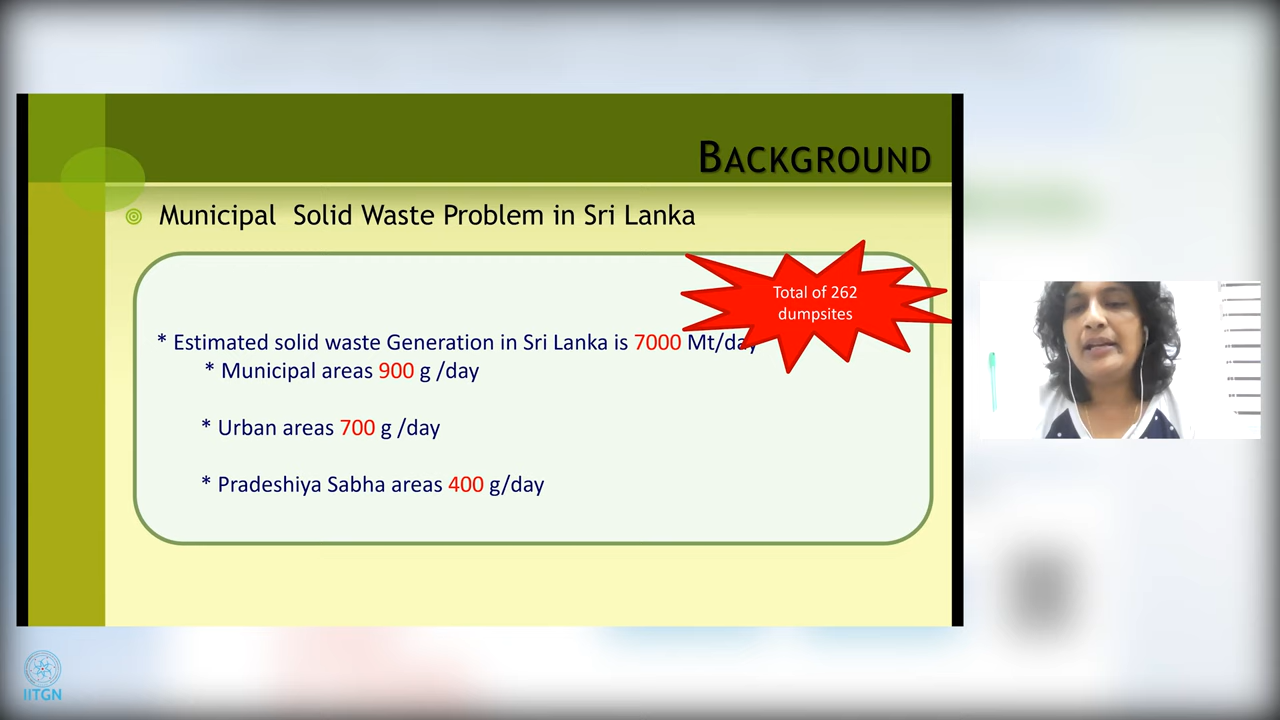 BACKGROUND
Municipal Solid Waste Problem in Sri Lanka
Total of 262
dumpsites
* Estimated solid waste Generation in Sri Lanka is 7000 Mt/day
* Municipal areas 900 g /day
* Urban areas 700 g /day
* Pradeshiya Sabha areas 400 g/day
IITGN